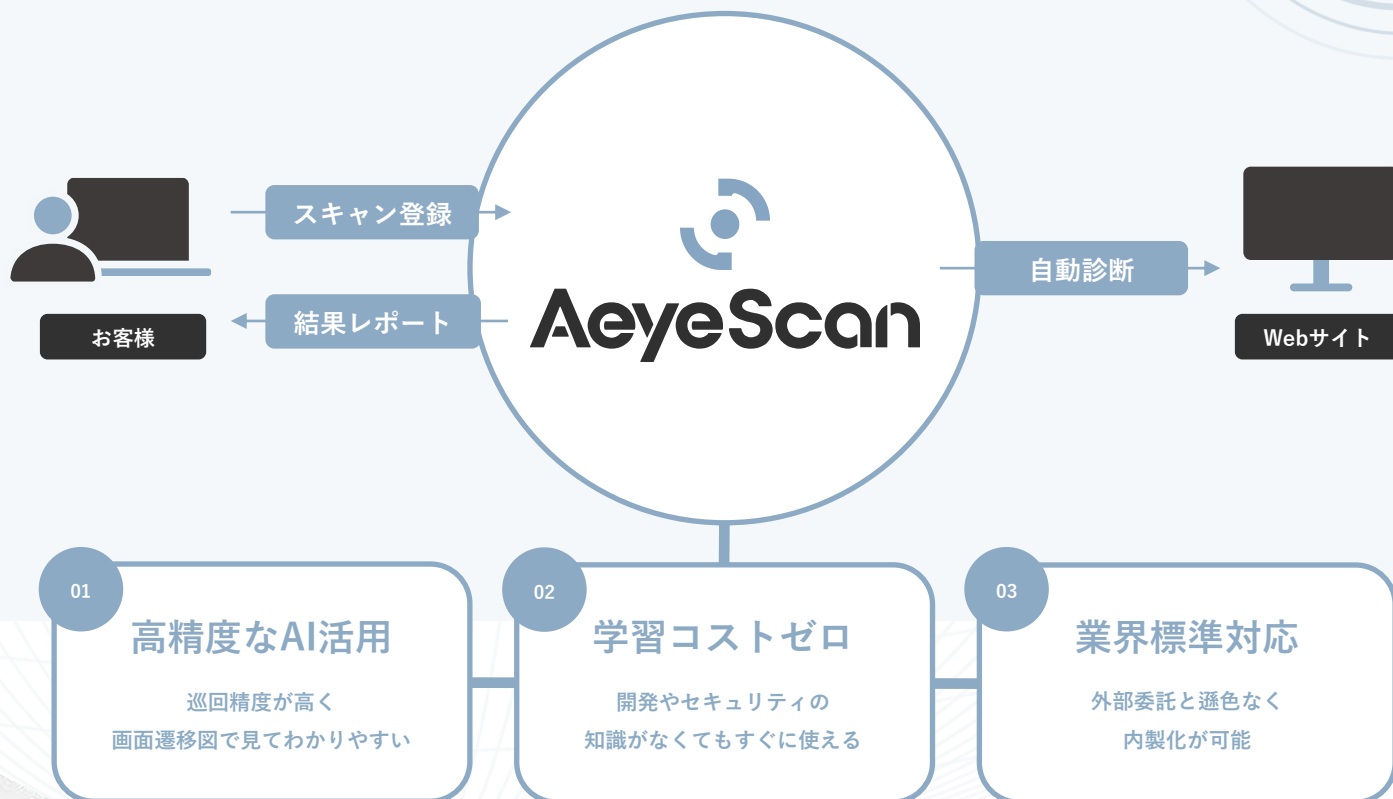 スキャン登録
結果レポート
お客様
AeyeScan
自動診断
Webサイト
01
高精度なAI活用
巡回精度が高く
画面遷移図で見てわかりやすい
02
学習コストゼロ
開発やセキュリティの
知識がなくてもすぐに使える
03
業界標準対応
外部委託と遜色なく
内製化が可能